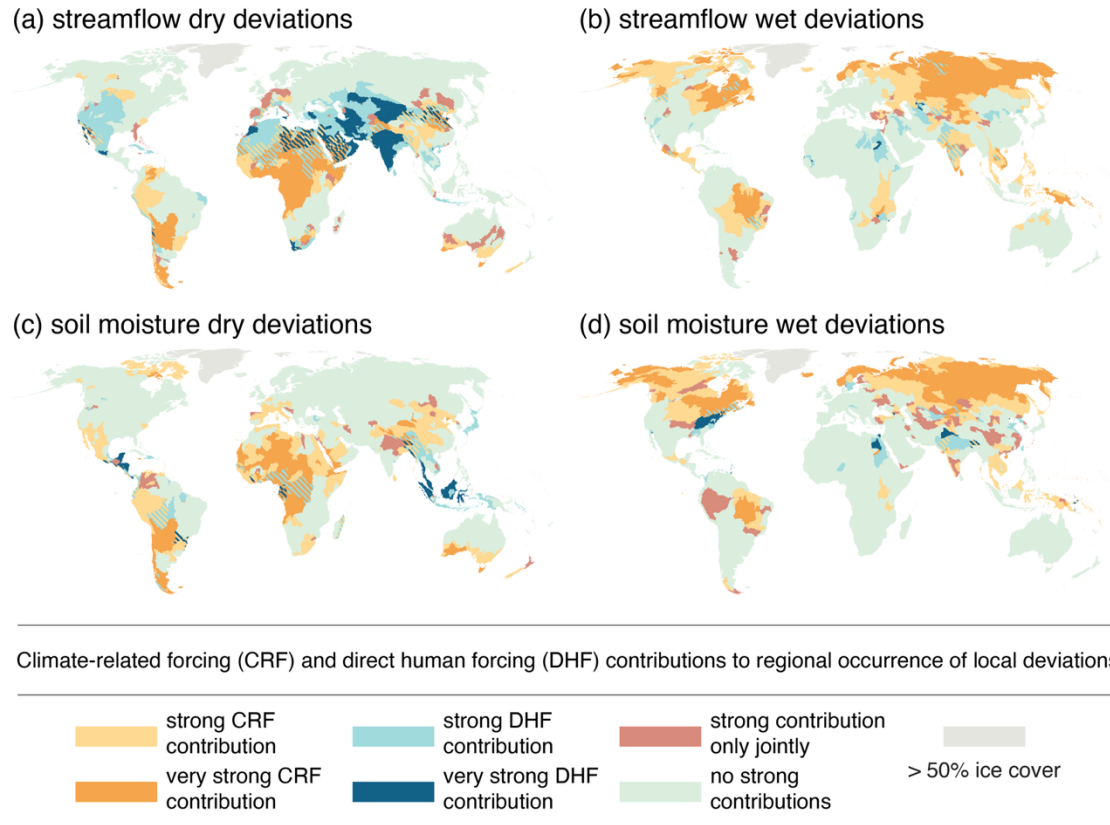 (a) streamflow dry deviations
(b) streamflow wet deviations
(c) soil moisture dry deviations
(d) soil moisture wet deviations
Climate-related forcing (CRF) and direct human forcing (DHF) contributions to regional occurrence of local deviations
strong CRF
contribution
strong DHF
contribution
strong contribution
only jointly
very strong CRF
contribution
very strong DHF
contribution
no strong
contributions
> 50% ice cover